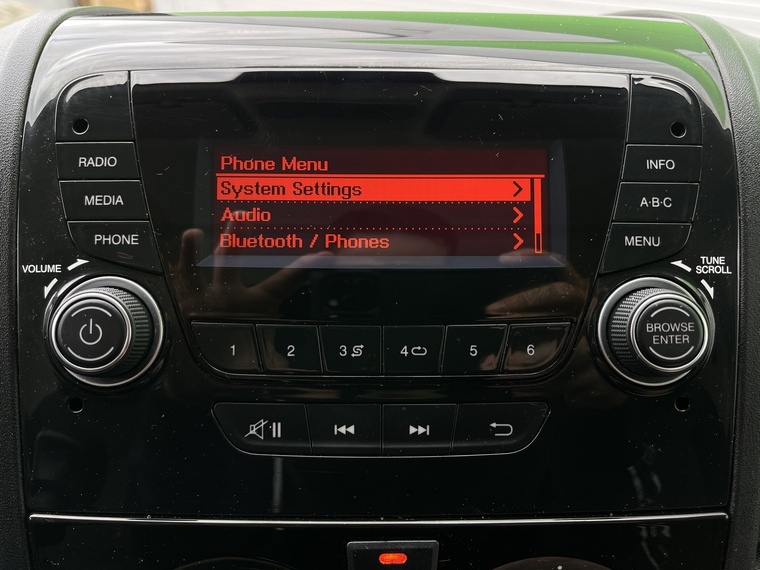 Phone Menu
System Settings
Audio
Bluetooth / Phones
RADIO
MEDIA
PHONE
VOLUME
INFO
A·B·C
MENU
TUNE
SCROLL
BROWSE
ENTER
1
2
3
4
5
6